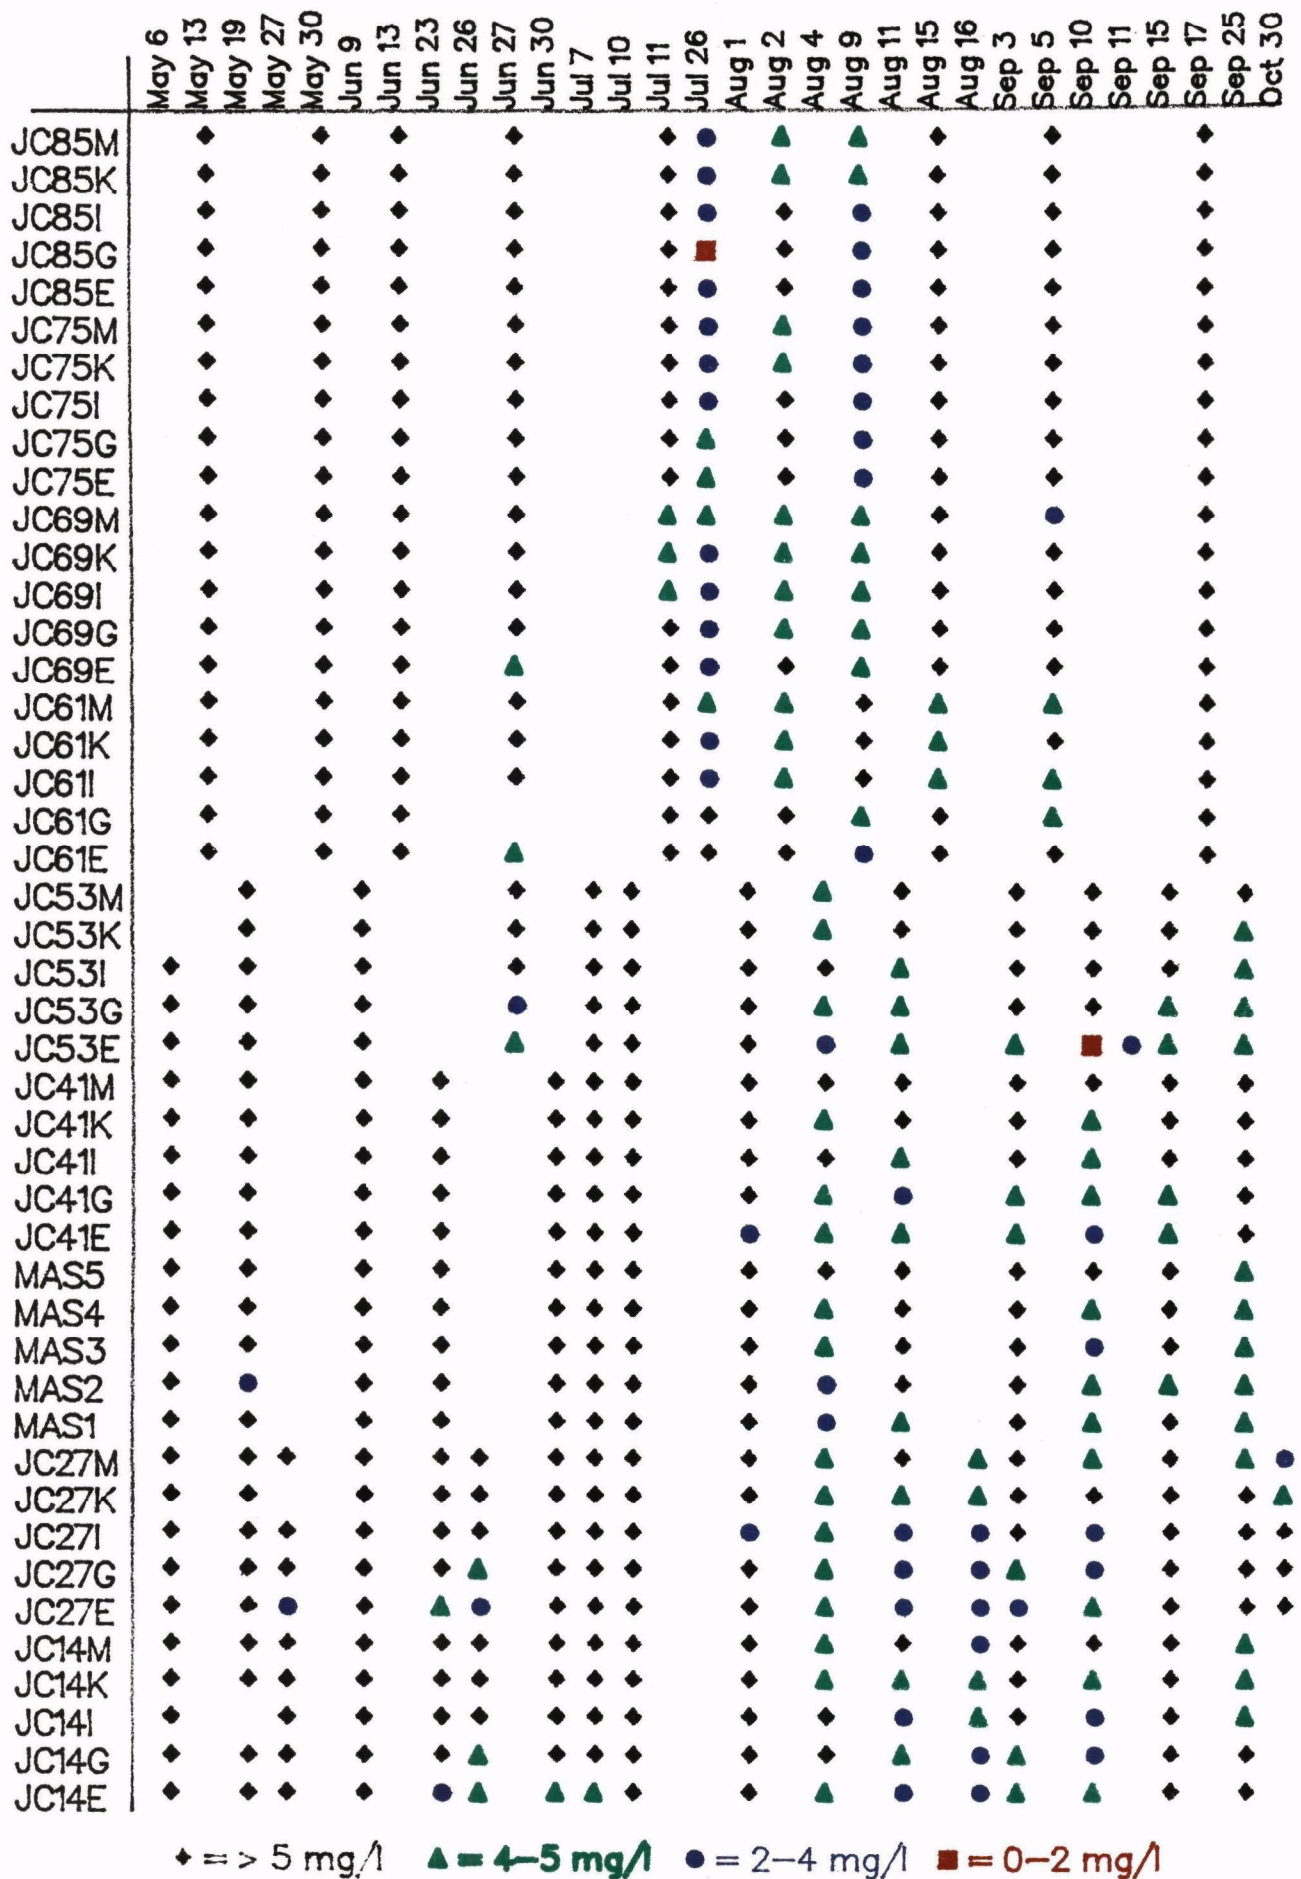 May 6 May 13 May 19 May 27 May 30 Jun 9 Jun 13 Jun 23 Jun 26 Jun 27 Jun 30 Jul 7 Jul 10 Jul 11 Jul 26 Aug 1 Aug 2 Aug 4 Aug 9 Aug 11 Aug 15 Aug 16 Sep 3 Sep 5 Sep 10 Sep 11 Sep 15 Sep 17 Sep 25 Oct 30
JC85M
JC85K
JC85I
JC85G
JC85E
JC75M
JC75K
JC75I
JC75G
JC75E
JC69M
JC69K
JC69I
JC69G
JC69E
JC61M
JC61K
JC61I
JC61G
JC61E
JC53M
JC53K
JC53I
JC53G
JC53E
JC41M
JC41K
JC41I
JC41G
JC41E
MAS5
MAS4
MAS3
MAS2
MAS1
JC27M
JC27K
JC27I
JC27G
JC27E
JC14M
JC14K
JC14I
JC14G
JC14E
♦ = > 5 mg/l ▲ = 4–5 mg/l ● = 2–4 mg/l ■ = 0–2 mg/l